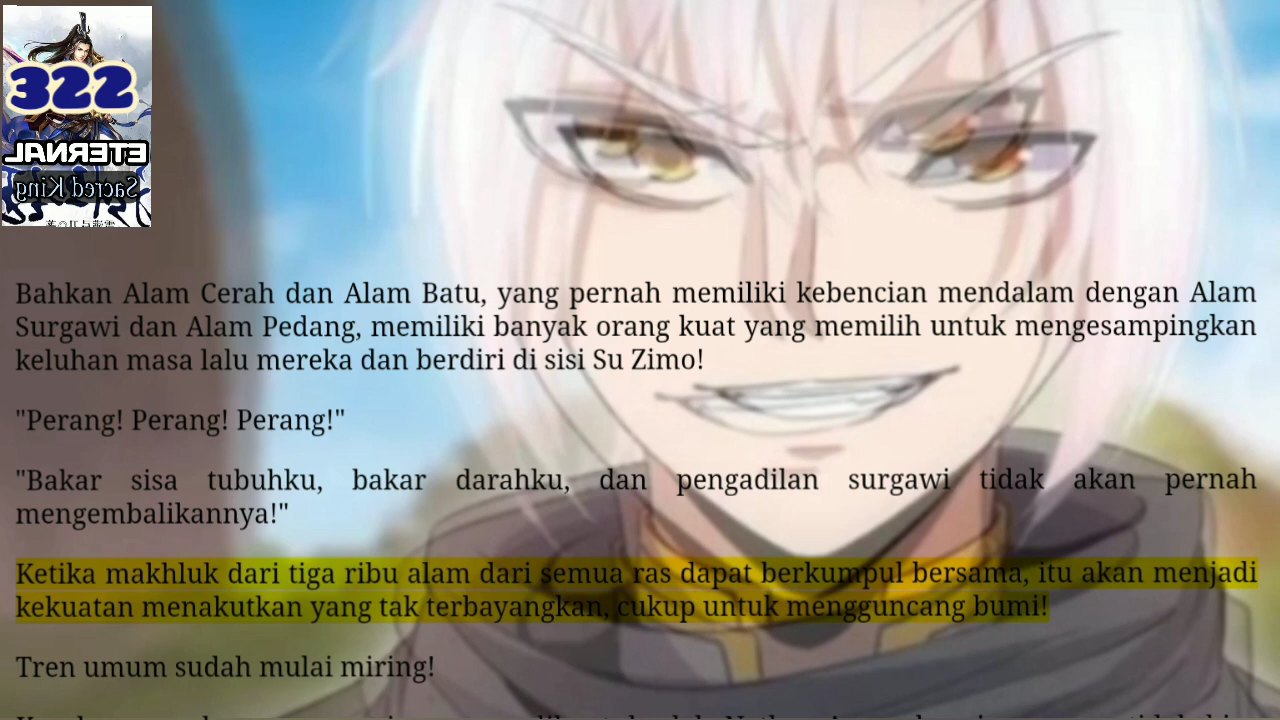 322
ETERNAL
Sacred King
Bahkan Alam Cerah dan Alam Batu, yang pernah memiliki kebencian mendalam dengan Alam
Surgawi dan Alam Pedang, memiliki banyak orang kuat yang memilih untuk mengesampingkan
keluhan masa lalu mereka dan berdiri di sisi Su Zimo!
"Perang! Perang! Perang!"
"Bakar sisa tubuhku, bakar darahku, dan pengadilan surgawi tidak akan pernah
mengembalikannya!"
Ketika makhluk dari tiga ribu alam dari semua ras dapat berkumpul bersama, itu akan menjadi
kekuatan menakutkan yang tak terbayangkan, cukup untuk mengguncang bumi!
Tren umum sudah mulai miring!